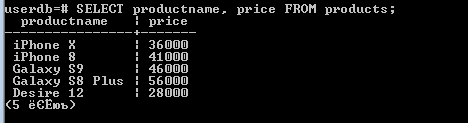 userdb=# SELECT productname, price FROM products;
productname | price
iPhone X | 36000
iPhone 8 | 41000
Galaxy S9 | 46000
Galaxy S8 Plus | 56000
Desire 12 | 28000
(5 ёЄЁюъ)